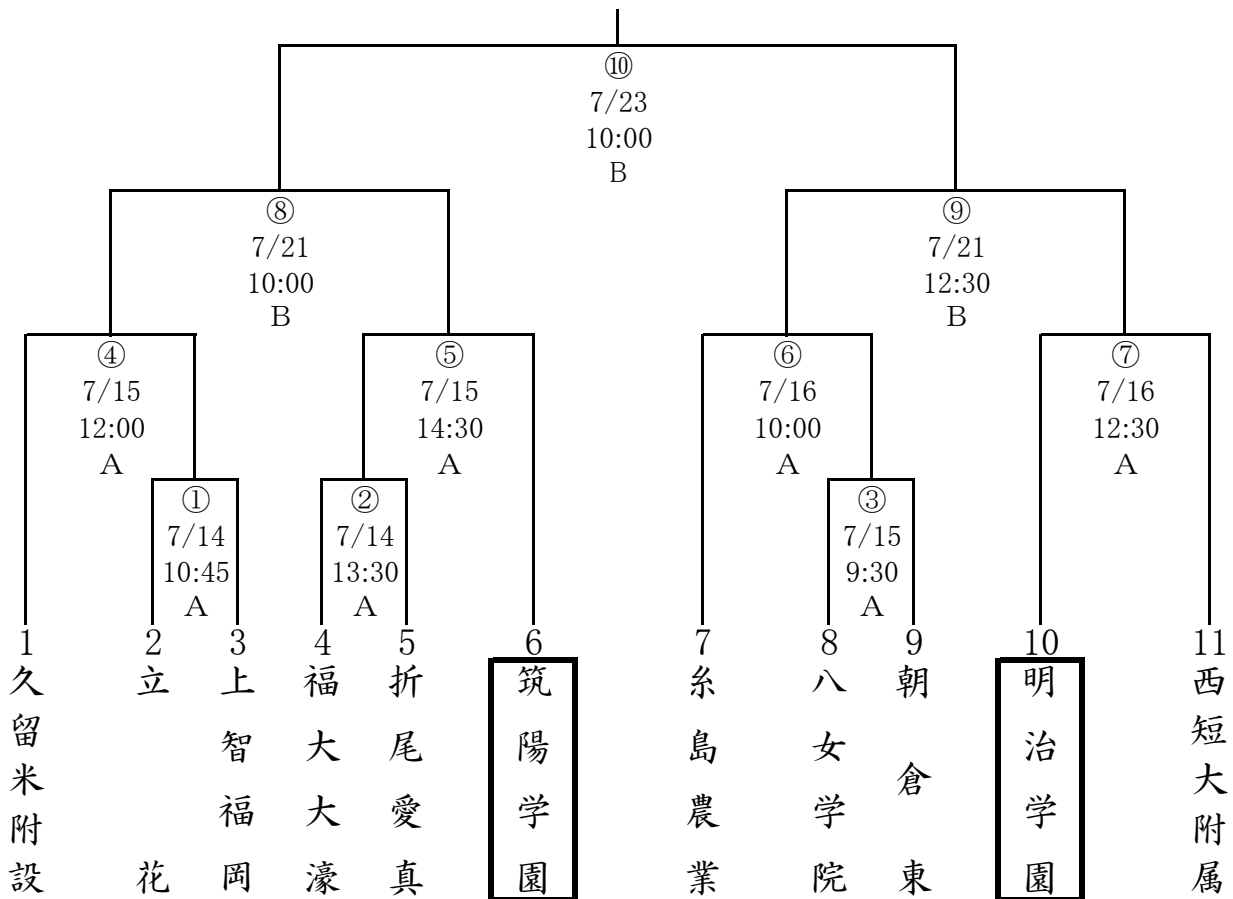 ⑩
7/23
10:00
B
⑧
7/21
10:00
B
⑨
7/21
12:30
B
④
7/15
12:00
A
⑤
7/15
14:30
A
⑥
7/16
10:00
A
⑦
7/16
12:30
A
①
7/14
10:45
A
②
7/14
13:30
A
③
7/15
9:30
A
1
久留米附設
2
立花
3
上智福岡
4
福大大濠
5
折尾愛真
6
筑陽学園
7
糸島農業
8
八女学院
9
朝倉東
10
明治学園
11
西短大附属